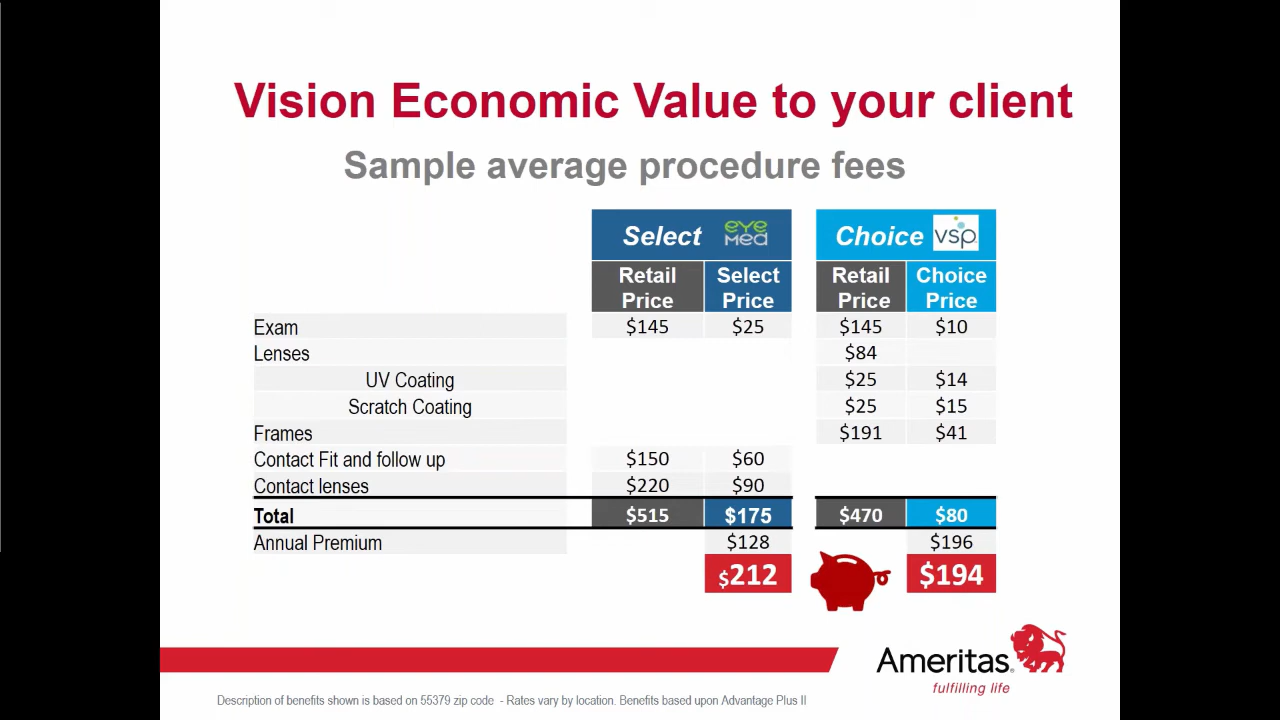 Vision Economic Value to your client
Sample average procedure fees
Select eye med Choice vsp.
Retail Price Select Price Retail Price Choice Price
Exam $145 $25 $145 $10
Lenses $84
UV Coating $25 $14
Scratch Coating $25 $15
Frames $191 $41
Contact Fit and follow up $150 $60
Contact lenses $220 $90
Total $515 $175 $470 $80
Annual Premium $128 $196
$212 $194
Ameritas®
fulfilling life
Description of benefits shown is based on 55379 zip code - Rates vary by location. Benefits based upon Advantage Plus II